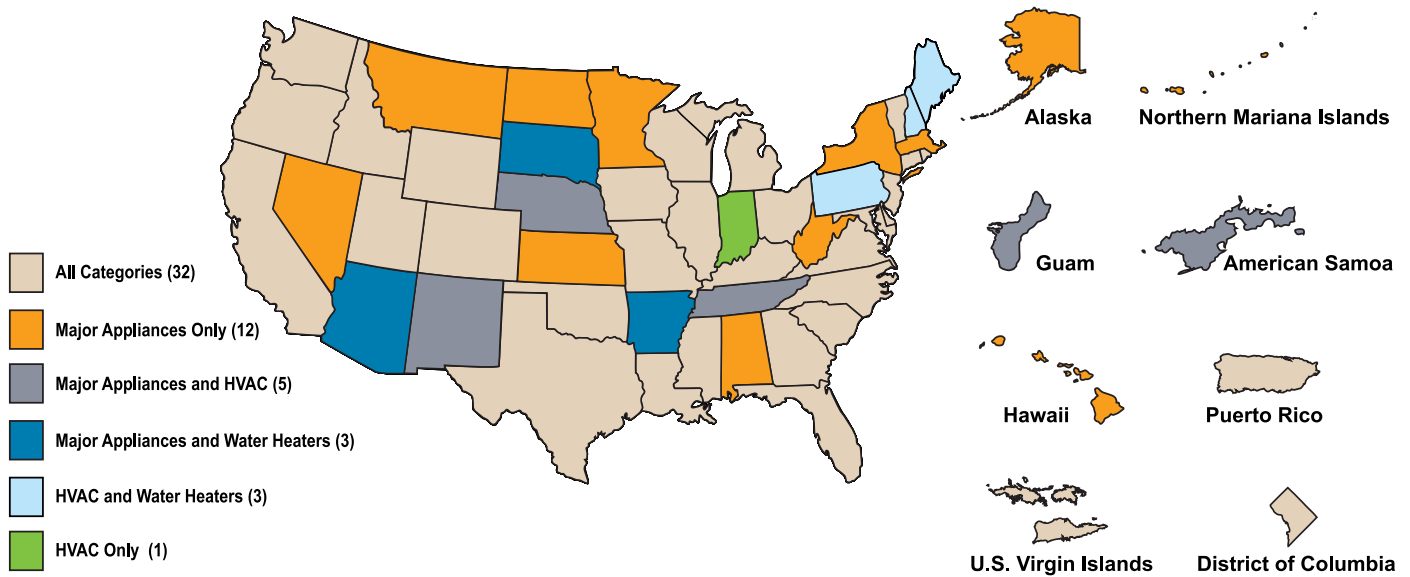 All Categories (32)
Major Appliances Only (12)
Major Appliances and HVAC (5)
Major Appliances and Water Heaters (3)
HVAC and Water Heaters (3)
HVAC Only (1)
Alaska
Northern Mariana Islands
Guam
American Samoa
Hawaii
Puerto Rico
U.S. Virgin Islands
District of Columbia